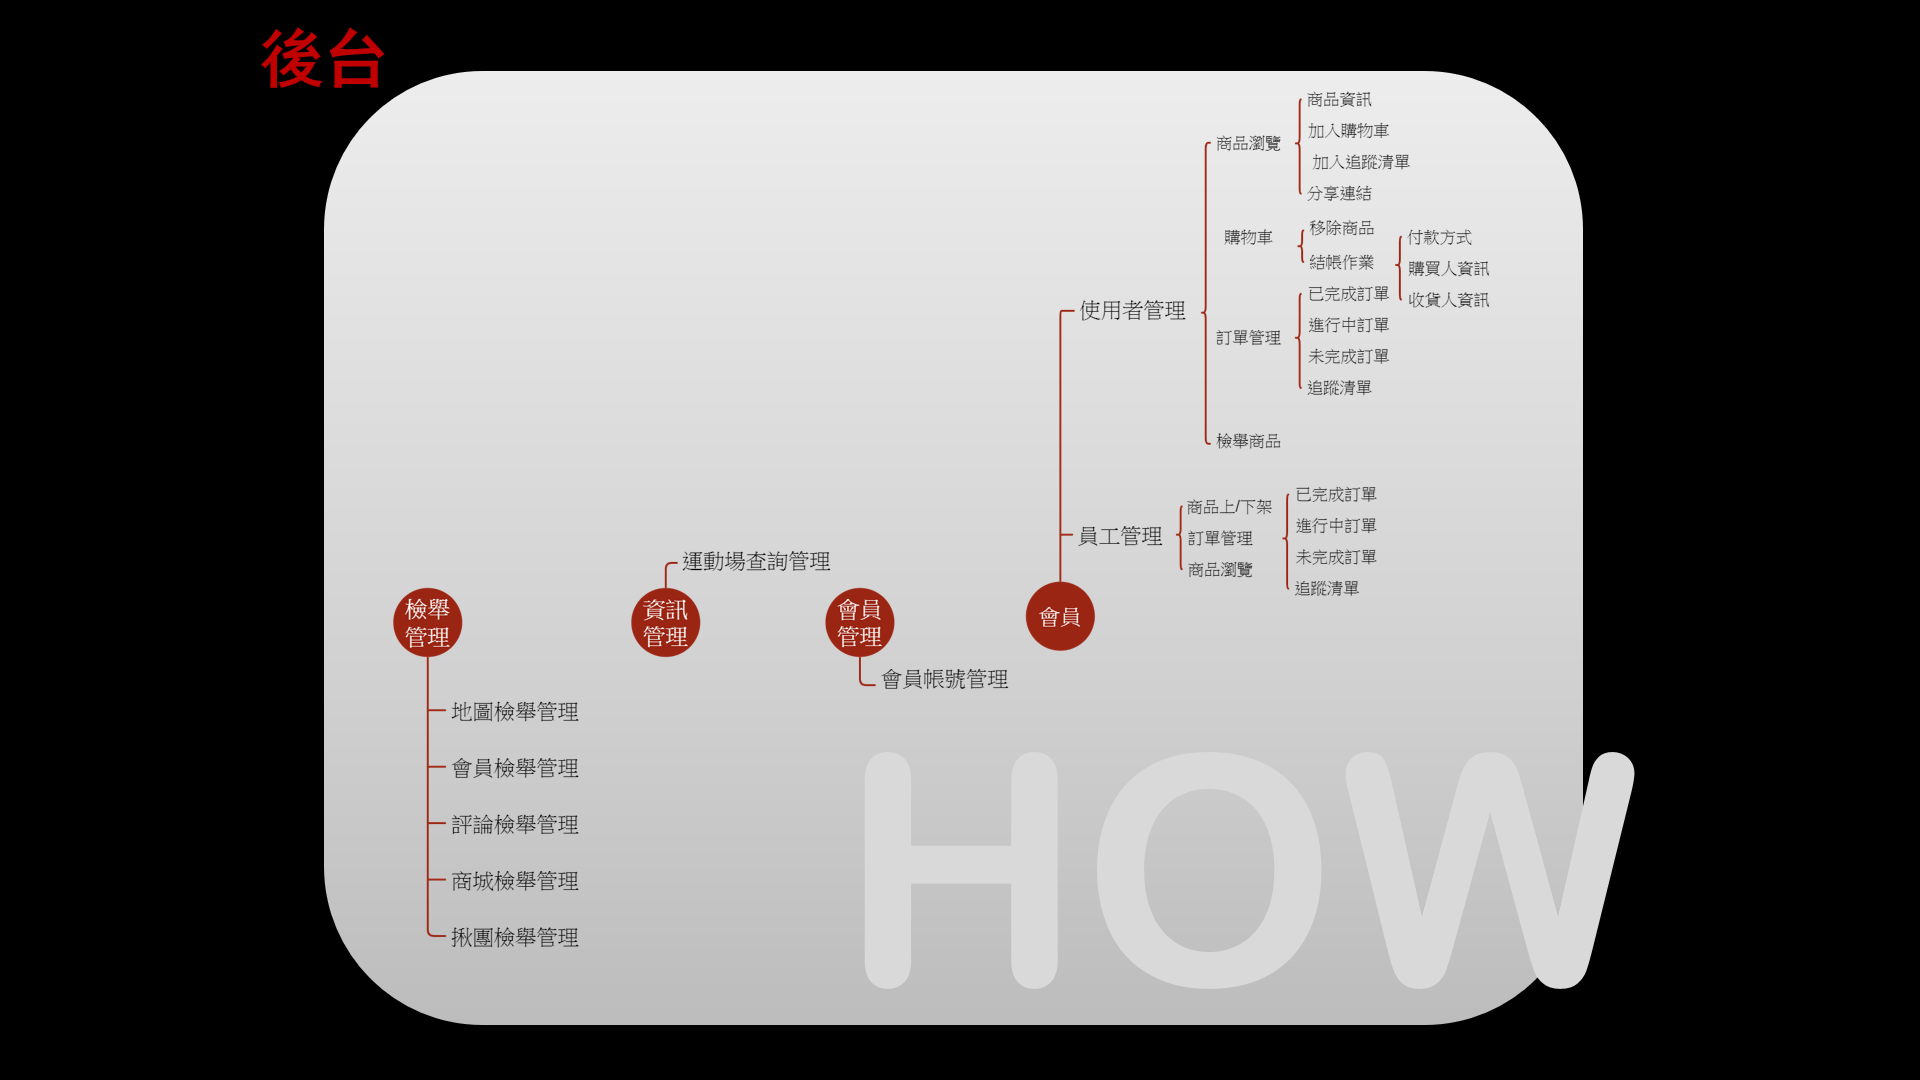 後台
商品資訊
加入購物車
加入追蹤清單
分享連結
商品瀏覽
移除商品
結帳作業
購物車
付款方式
購買人資訊
收貨人資訊
已完成訂單
進行中訂單
未完成訂單
追蹤清單
使用者管理
訂單管理
檢舉商品
員工管理
商品上/下架
訂單管理
商品瀏覽
已完成訂單
進行中訂單
未完成訂單
追蹤清單
運動場查詢管理
檢舉
管理
資訊
管理
會員
管理
會員
會員帳號管理
地圖檢舉管理
會員檢舉管理
評論檢舉管理
商城檢舉管理
揪團檢舉管理
HOW